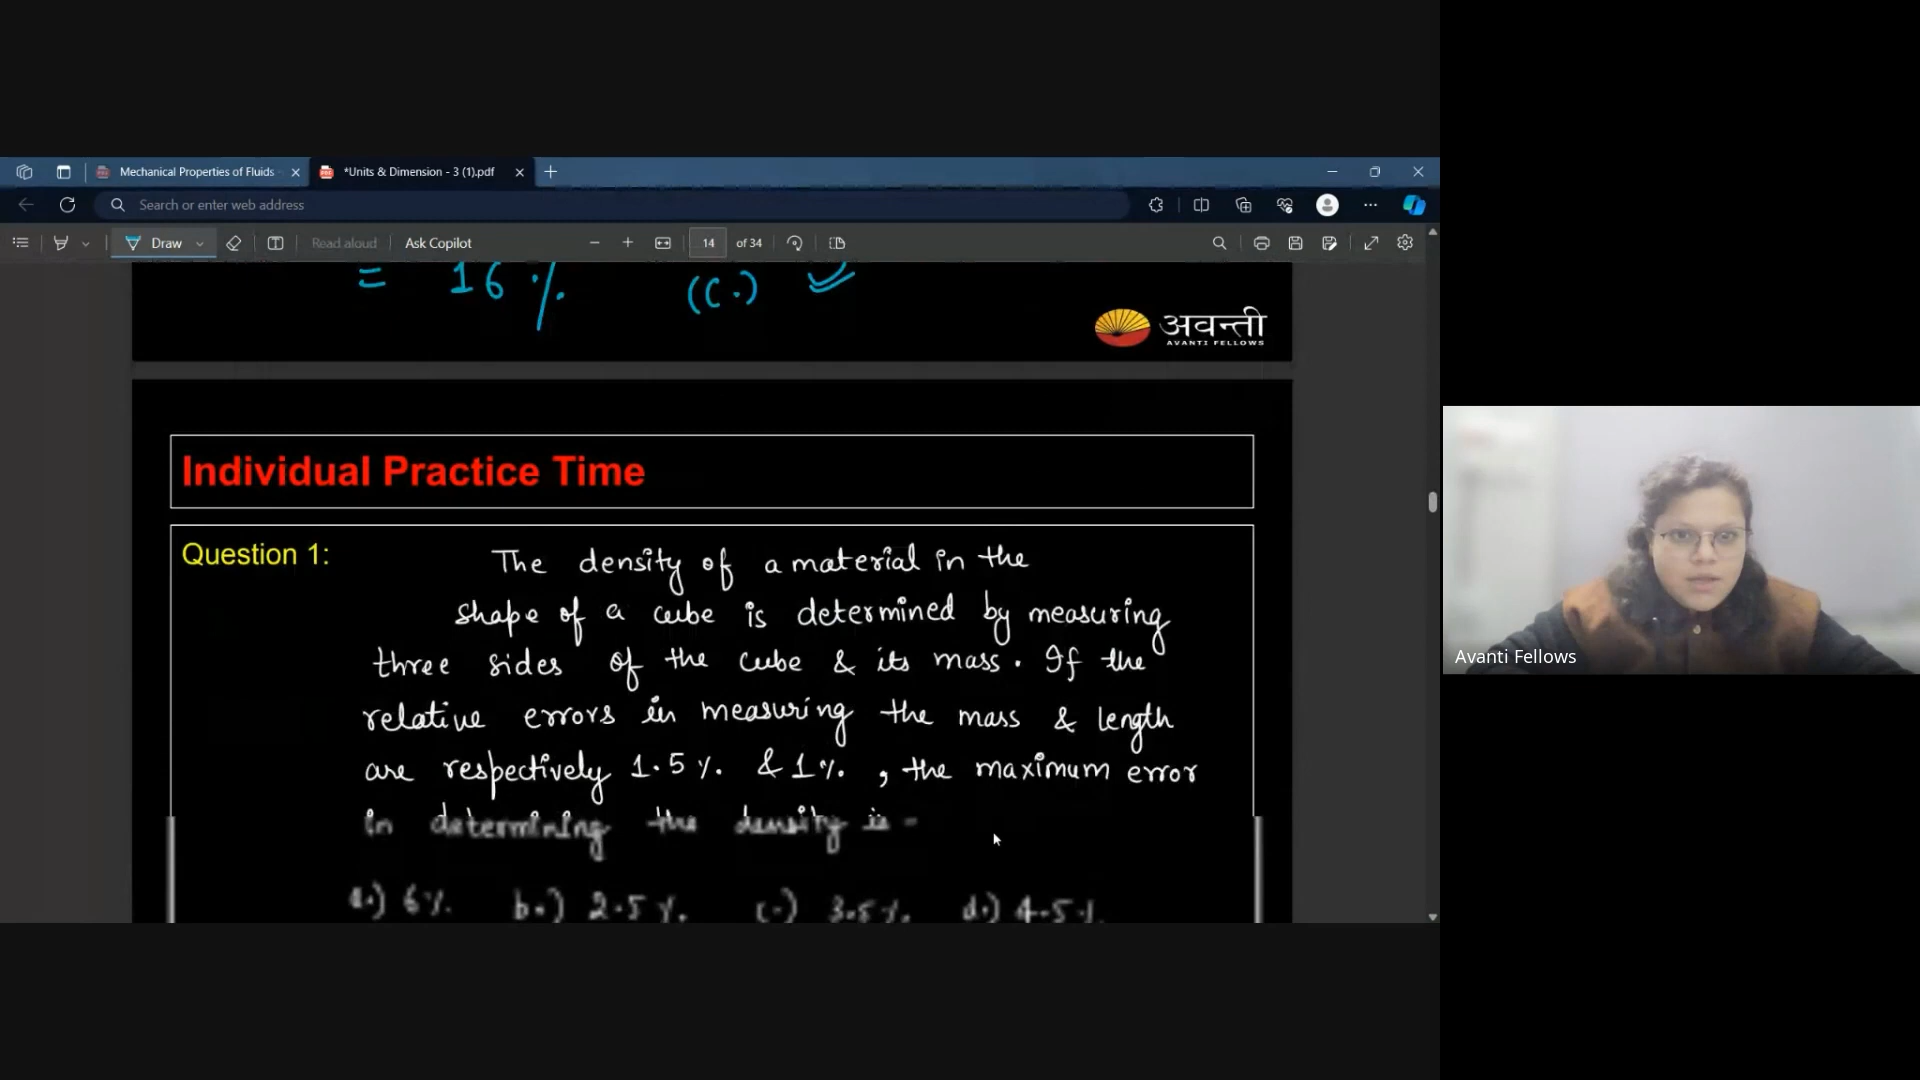 Mechanical Properties of Fluids
*Units & Dimension - 3 (1).pdf
Search or enter web address
Draw
Read aloud
Ask Copilot
14 of 34
= 16 % (C.)
अवन्ती
AVANTI FELLOWS
Individual Practice Time
Question 1:
The density of a material in the
shape of a cube is determined by measuring
three sides of the cube & its mass. If the
relative errors in measuring the mass & length
are respectively 1.5 %. & 1 %. , the maximum error
in determining the density is -
a.) 6 %. b.) 2.5 %. c.) 3.5 %. d.) 4.5 %.
Avanti Fellows